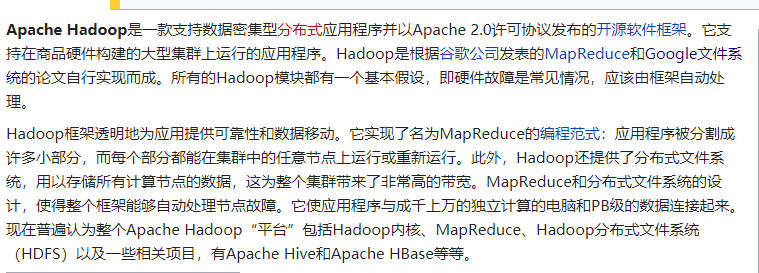 Apache Hadoop是一款支持数据密集型分布式应用程序并以Apache 2.0许可协议发布的开源软件框架。它支
持在商品硬件构建的大型集群上运行的应用程序。Hadoop是根据谷歌公司发表的MapReduce和Google文件系
统的论文自行实现而成。所有的Hadoop模块都有一个基本假设，即硬件故障是常见情况，应该由框架自动处
理。
Hadoop框架透明地为应用提供可靠性和数据移动。它实现了名为MapReduce的编程范式：应用程序被分割成
许多小部分，而每个部分都能在集群中的任意节点上运行或重新运行。此外，Hadoop还提供了分布式文件系
统，用以存储所有计算节点的数据，这为整个集群带来了非常高的带宽。MapReduce和分布式文件系统的设
计，使得整个框架能够自动处理节点故障。它使应用程序与成千上万的独立计算的电脑和PB级的数据连接起来。
现在普遍认为整个Apache Hadoop“平台”包括Hadoop内核、MapReduce、Hadoop分布式文件系统
（HDFS）以及一些相关项目，有Apache Hive和Apache HBase等等。